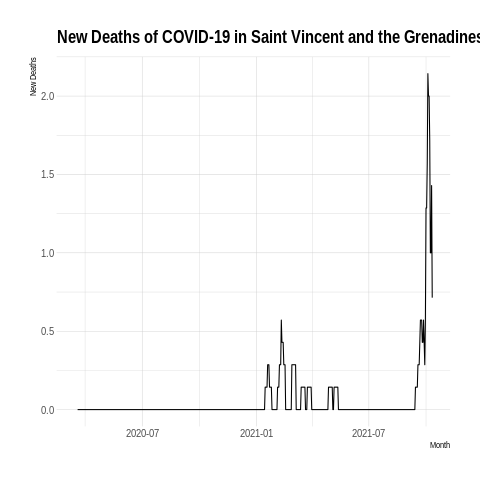 New Deaths of COVID-19 in Saint Vincent and the Grenadines
New Deaths
2.0
1.5
1.0
0.5
0.0
2020-07 2021-01 2021-07
Month